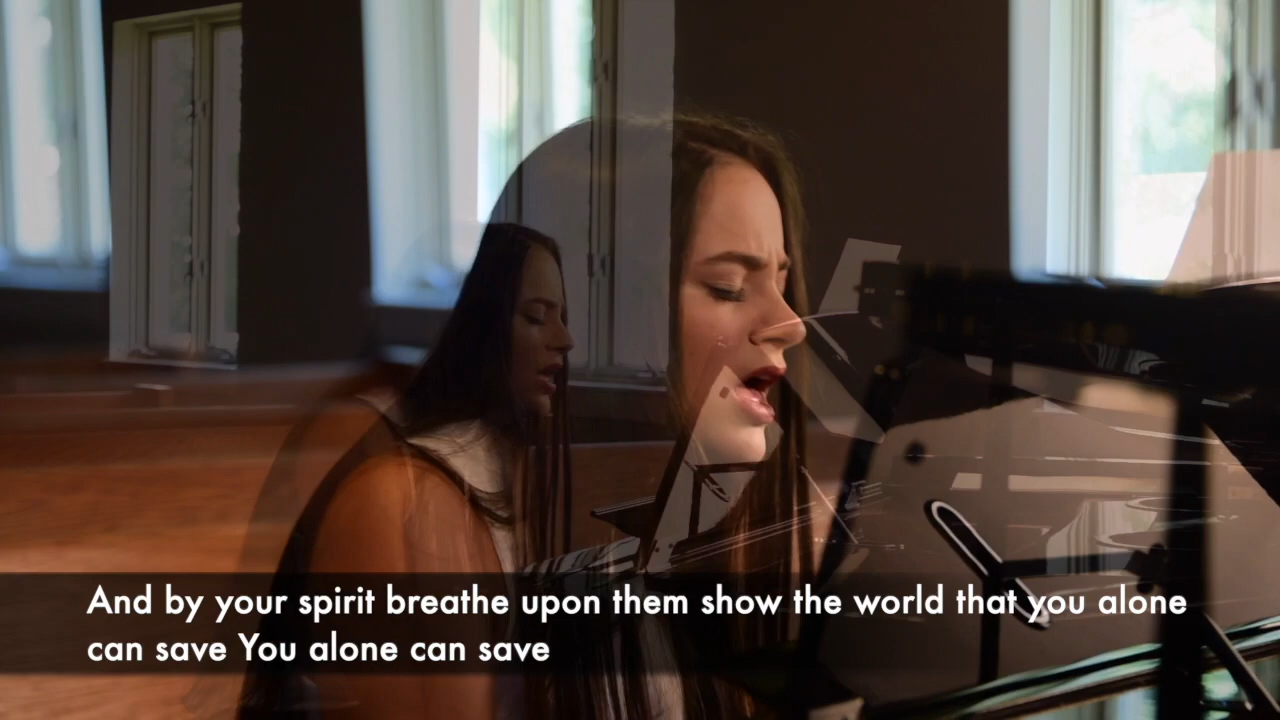 And by your spirit breathe upon them show the world that you alone
can save You alone can save